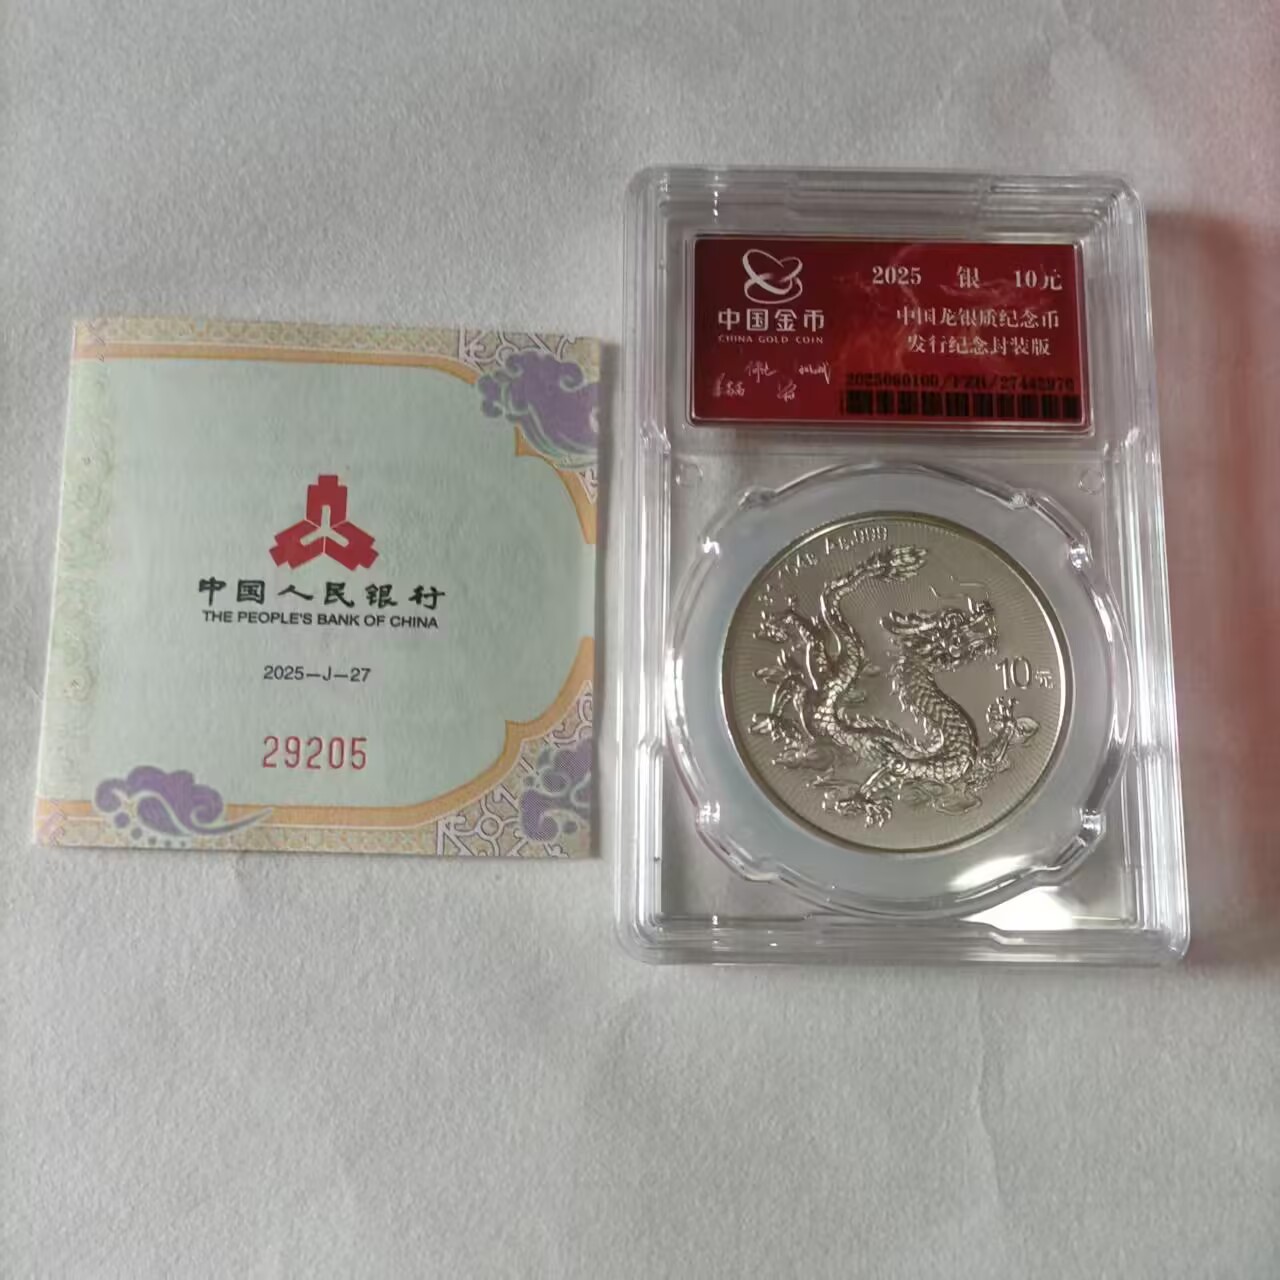 中国人民银行
THE PEOPLE'S BANK OF CHINA
2025-J-27
29205
中国金币
CHINA GOLD COIN
2025 银 10元
中国龙银质纪念币
发行纪念封装版
Ag.999
10元